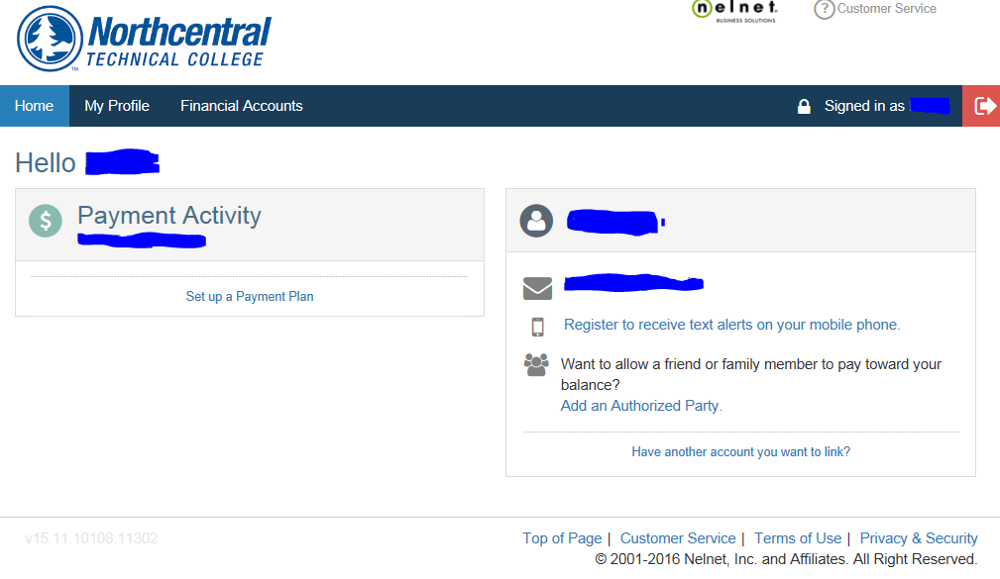 Northcentral
TECHNICAL COLLEGE
TM
nelnet
BUSINESS SOLUTIONS
? Customer Service
Home My Profile Financial Accounts Signed in as
Hello
$ Payment Activity
Set up a Payment Plan
Register to receive text alerts on your mobile phone.
Want to allow a friend or family member to pay toward your
balance?
Add an Authorized Party.
Have another account you want to link?
v15.11.10108.11302
Top of Page | Customer Service | Terms of Use | Privacy & Security
© 2001-2016 Nelnet, Inc. and Affiliates. All Right Reserved.